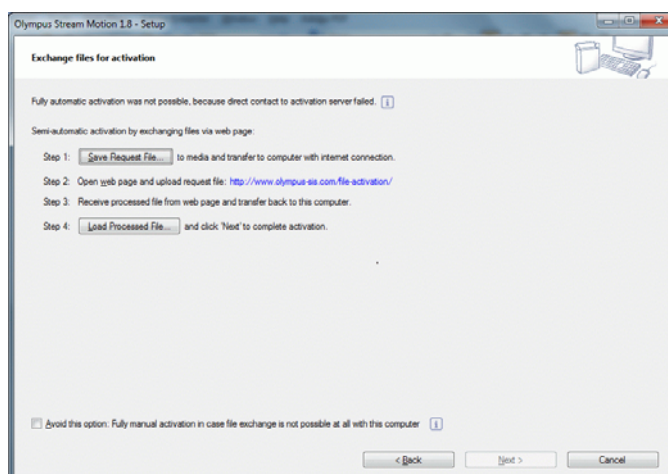 Olympus Stream Motion 1.8 - Setup
Exchange files for activation
Fully automatic activation was not possible, because direct contact to activation server failed.
Semi-automatic activation by exchanging files via web page:
Step 1: Save Request File... to media and transfer to computer with internet connection.
Step 2: Open web page and upload request file: http://www.olympus-sis.com/file-activation/
Step 3: Receive processed file from web page and transfer back to this computer.
Step 4: Load Processed File... and click 'Next' to complete activation.
Avoid this option: Fully manual activation in case file exchange is not possible at all with this computer
< Back Next > Cancel